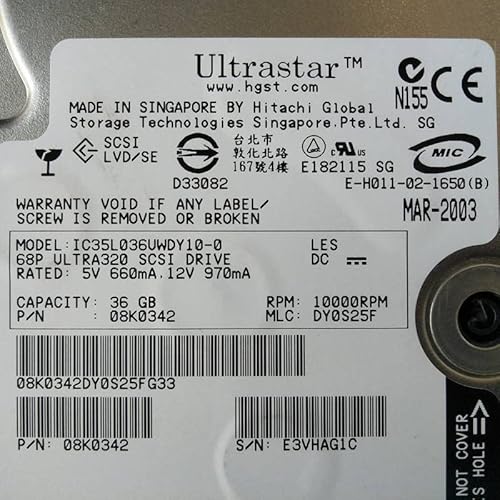 Ultrastar™
www.hgst.com
N155 CE
MADE IN SINGAPORE BY Hitachi Global
Storage Technologies Singapore.Pte.Ltd. SG
SCSI
LVD/SE
D33082
台北市
敦化北路
167號4樓
c RU US
E182115 SG
MIC
E-H011-02-1650(B)
WARRANTY VOID IF ANY LABEL/
SCREW IS REMOVED OR BROKEN
MAR-2003
MODEL:IC35L036UWDY10-0 LES
68P ULTRA320 SCSI DRIVE DC
RATED: 5V 660mA.12V 970mA
CAPACITY: 36 GB RPM: 10000RPM
P/N : 08K0342 MLC: DY0S25F
08K0342DY0S25FG33
P/N: 08K0342 S/N: E3VHAG1C
NOT COVER
S HOLE =>